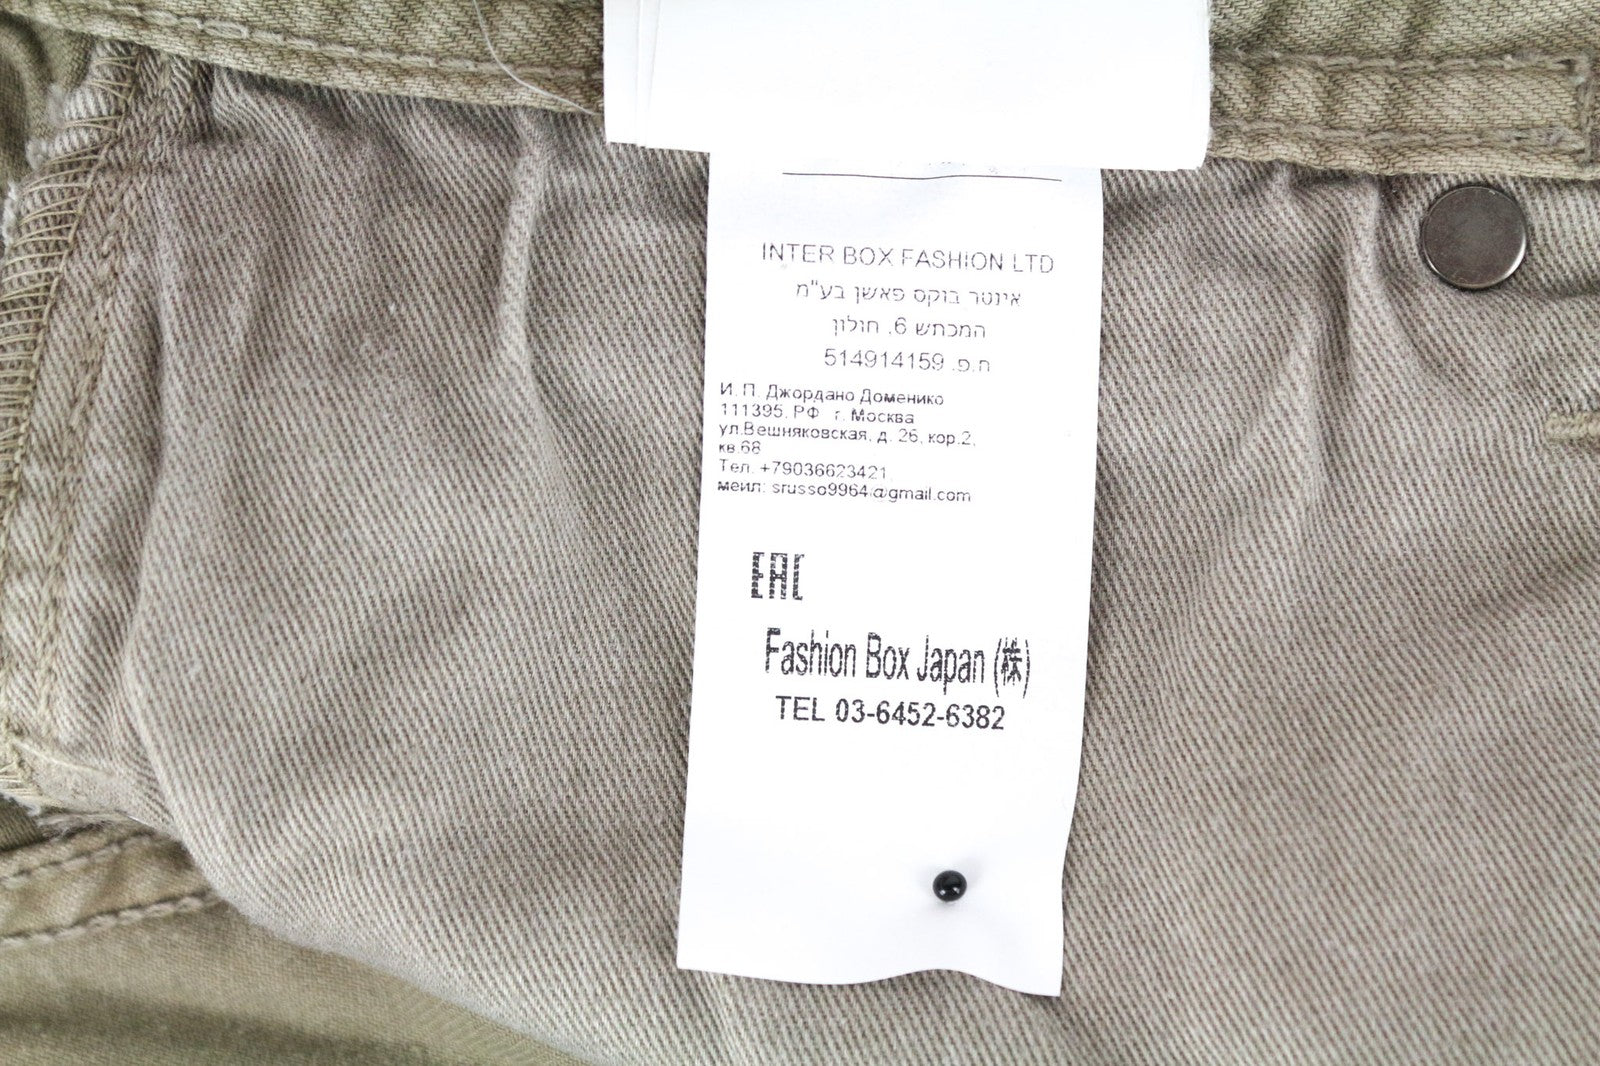 INTER BOX FASHION LTD
אינטר בוקס פאשן בע"מ
המכתש 6, חולון
ח.פ. 514914159
И. П. Джордано Доменико
111395, РФ г. Москва
ул.Вешняковская, д. 26, кор.2,
кв.68
Тел. +79036623421,
меил: srusso9964@gmail.com
EAC
Fashion Box Japan (株)
TEL 03-6452-6382